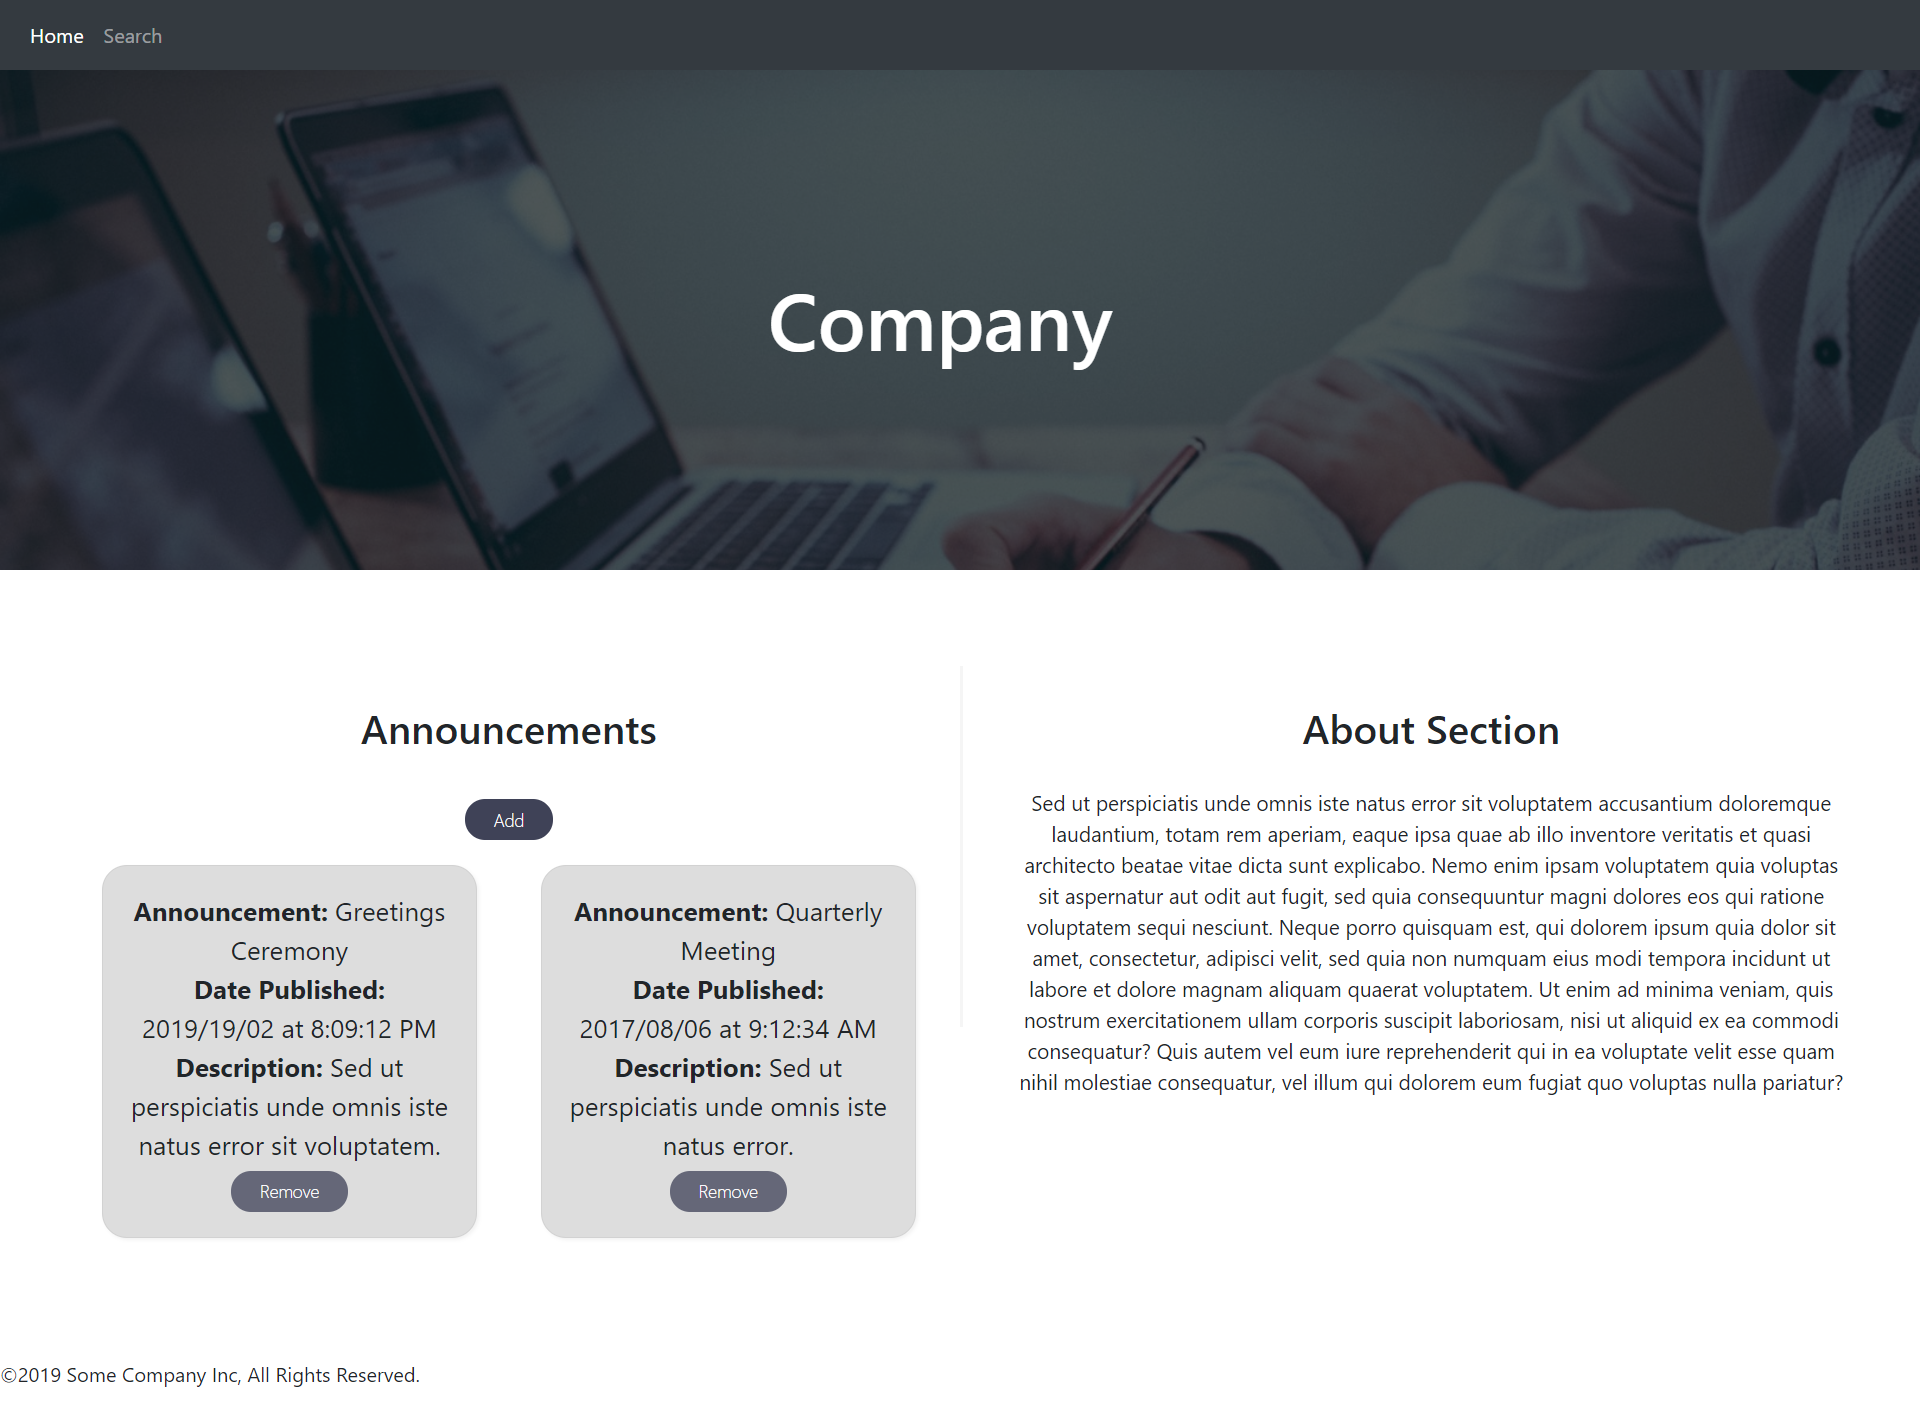 Home Search
Company
Announcements
Add
Announcement: Greetings
Ceremony
Date Published:
2019/19/02 at 8:09:12 PM
Description: Sed ut
perspiciatis unde omnis iste
natus error sit voluptatem.
Remove
Announcement: Quarterly
Meeting
Date Published:
2017/08/06 at 9:12:34 AM
Description: Sed ut
perspiciatis unde omnis iste
natus error.
Remove
About Section
Sed ut perspiciatis unde omnis iste natus error sit voluptatem accusantium doloremque
laudantium, totam rem aperiam, eaque ipsa quae ab illo inventore veritatis et quasi
architecto beatae vitae dicta sunt explicabo. Nemo enim ipsam voluptatem quia voluptas
sit aspernatur aut odit aut fugit, sed quia consequuntur magni dolores eos qui ratione
voluptatem sequi nesciunt. Neque porro quisquam est, qui dolorem ipsum quia dolor sit
amet, consectetur, adipisci velit, sed quia non numquam eius modi tempora incidunt ut
labore et dolore magnam aliquam quaerat voluptatem. Ut enim ad minima veniam, quis
nostrum exercitationem ullam corporis suscipit laboriosam, nisi ut aliquid ex ea commodi
consequatur? Quis autem vel eum iure reprehenderit qui in ea voluptate velit esse quam
nihil molestiae consequatur, vel illum qui dolorem eum fugiat quo voluptas nulla pariatur?
©2019 Some Company Inc, All Rights Reserved.